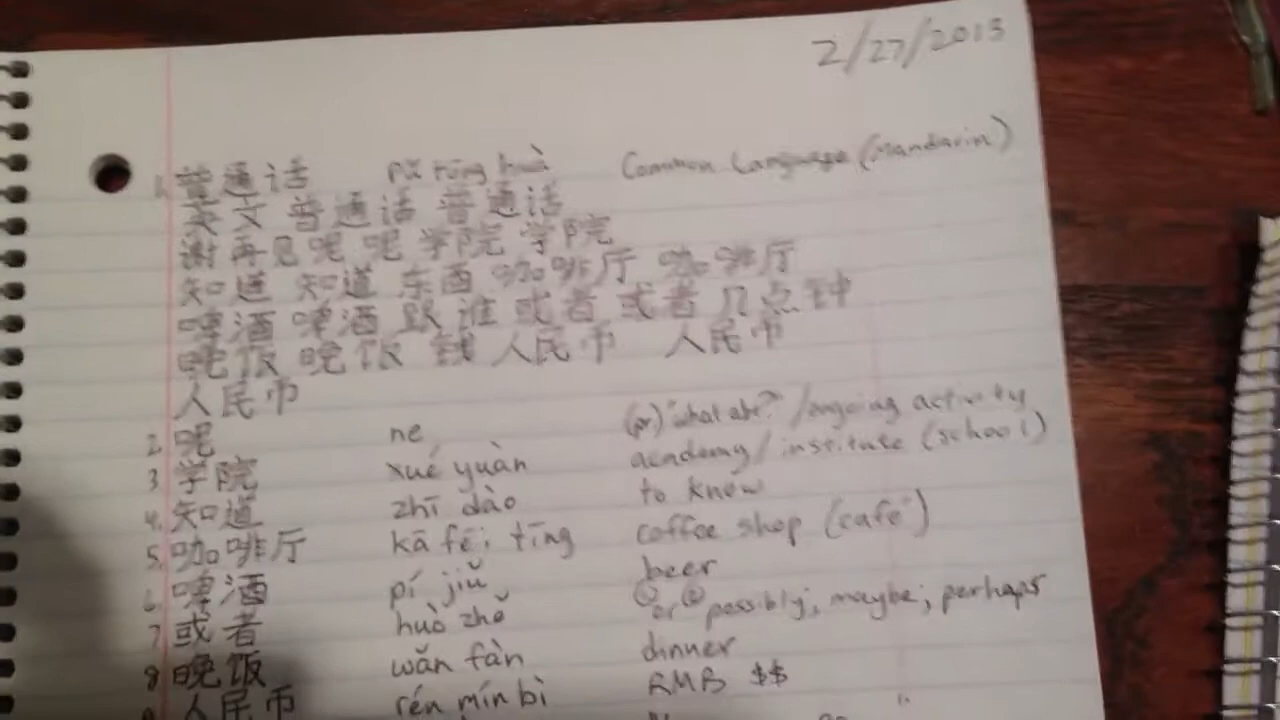 2/27/2013
1. 普通话 pǔ tōng huà Common Language (Mandarin)
英文 普通话 普通话
谢 再见 呢 呢 学院 学院
知道 知道 东西 咖啡厅 咖啡厅
啤酒 啤酒 跟 谁 或者 或者 几点钟
晚饭 晚饭 钱 人民币 人民币
人民币
2. 呢 ne (pr) "what abt?" /ongoing activity
3 学院 xué yuàn academy/institute (school)
4. 知道 zhī dào to know
5. 咖啡厅 kā fēi tīng coffee shop (café)
6. 啤酒 pí jiǔ beer
7 或者 huò zhě ① or ② possibly; maybe; perhaps
8 晚饭 wǎn fàn dinner
9 人民币 rén mín bì RMB $$